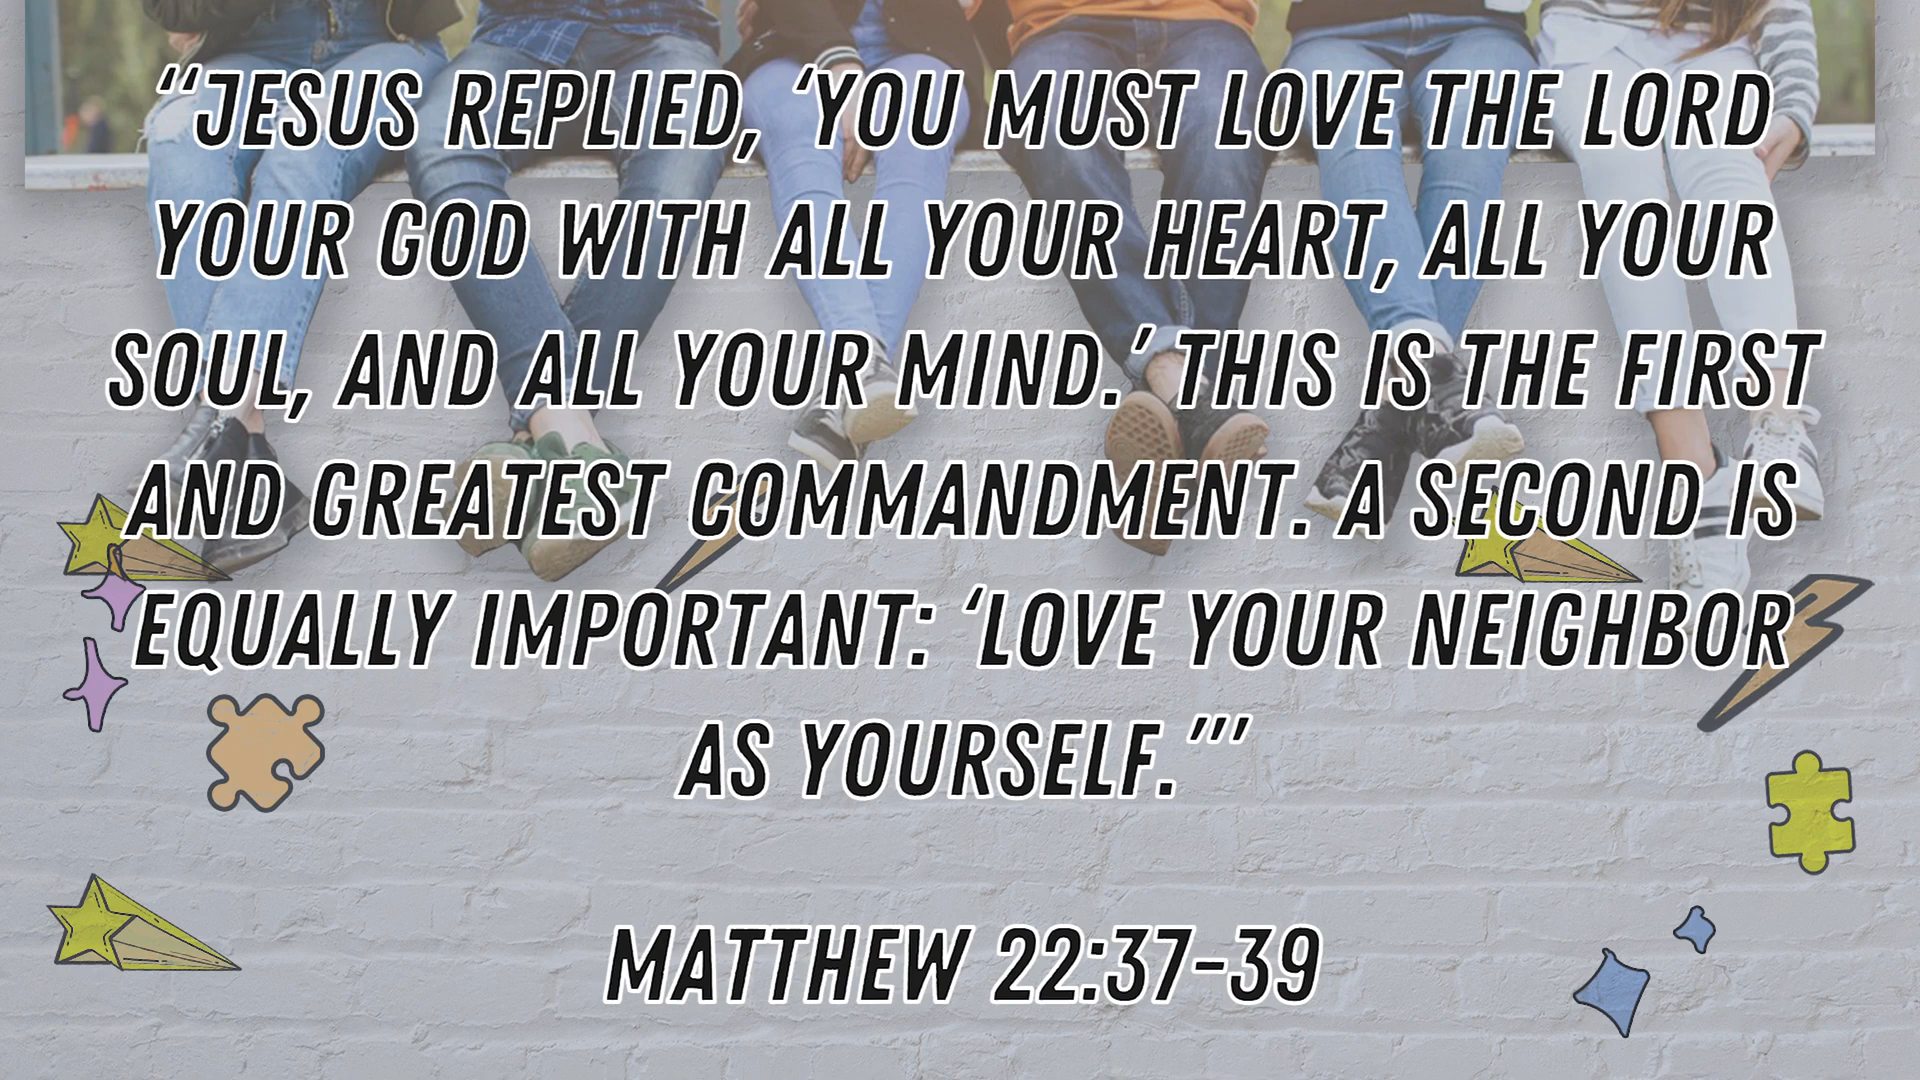 “JESUS REPLIED, ‘YOU MUST LOVE THE LORD
YOUR GOD WITH ALL YOUR HEART, ALL YOUR
SOUL, AND ALL YOUR MIND.’ THIS IS THE FIRST
AND GREATEST COMMANDMENT. A SECOND IS
EQUALLY IMPORTANT: ‘LOVE YOUR NEIGHBOR
AS YOURSELF.”’
MATTHEW 22:37-39